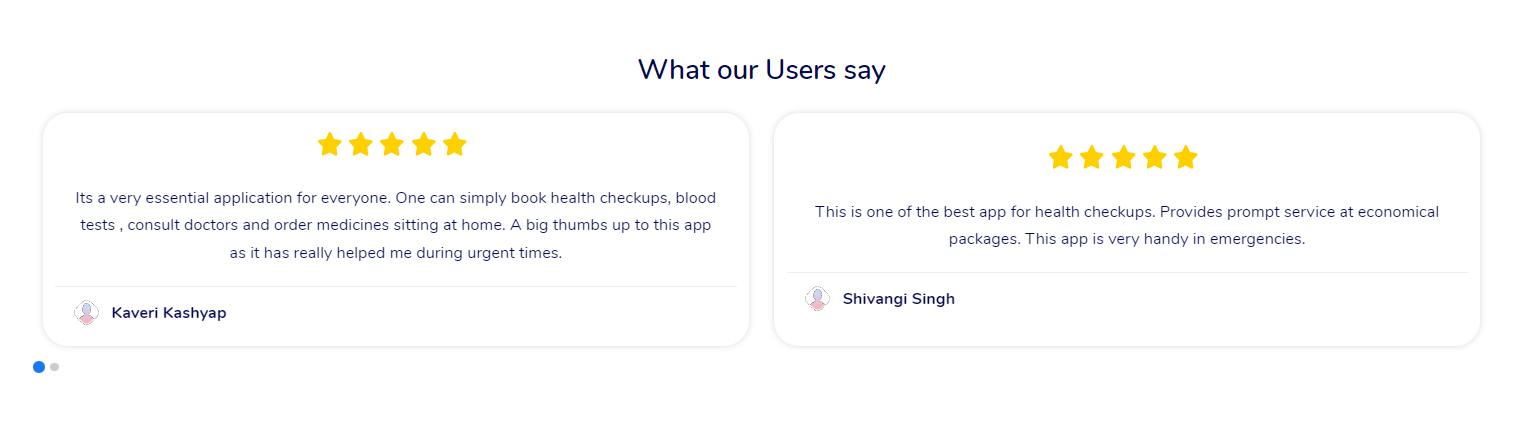 What our Users say
Its a very essential application for everyone. One can simply book health checkups, blood
tests , consult doctors and order medicines sitting at home. A big thumbs up to this app
as it has really helped me during urgent times.
Kaveri Kashyap
This is one of the best app for health checkups. Provides prompt service at economical
packages. This app is very handy in emergencies.
Shivangi Singh